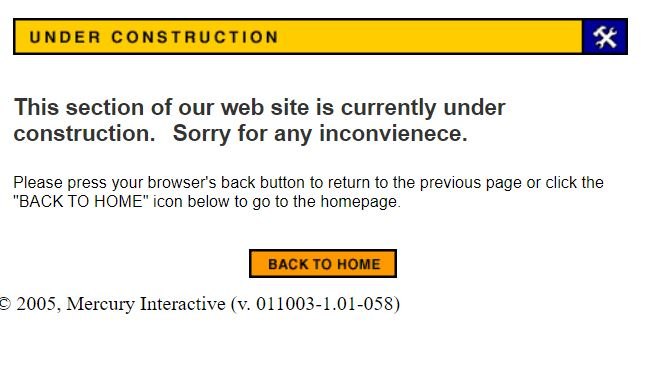 UNDER CONSTRUCTION
This section of our web site is currently under
construction. Sorry for any inconvienece.
Please press your browser's back button to return to the previous page or click the
"BACK TO HOME" icon below to go to the homepage.
BACK TO HOME
© 2005, Mercury Interactive (v. 011003-1.01-058)